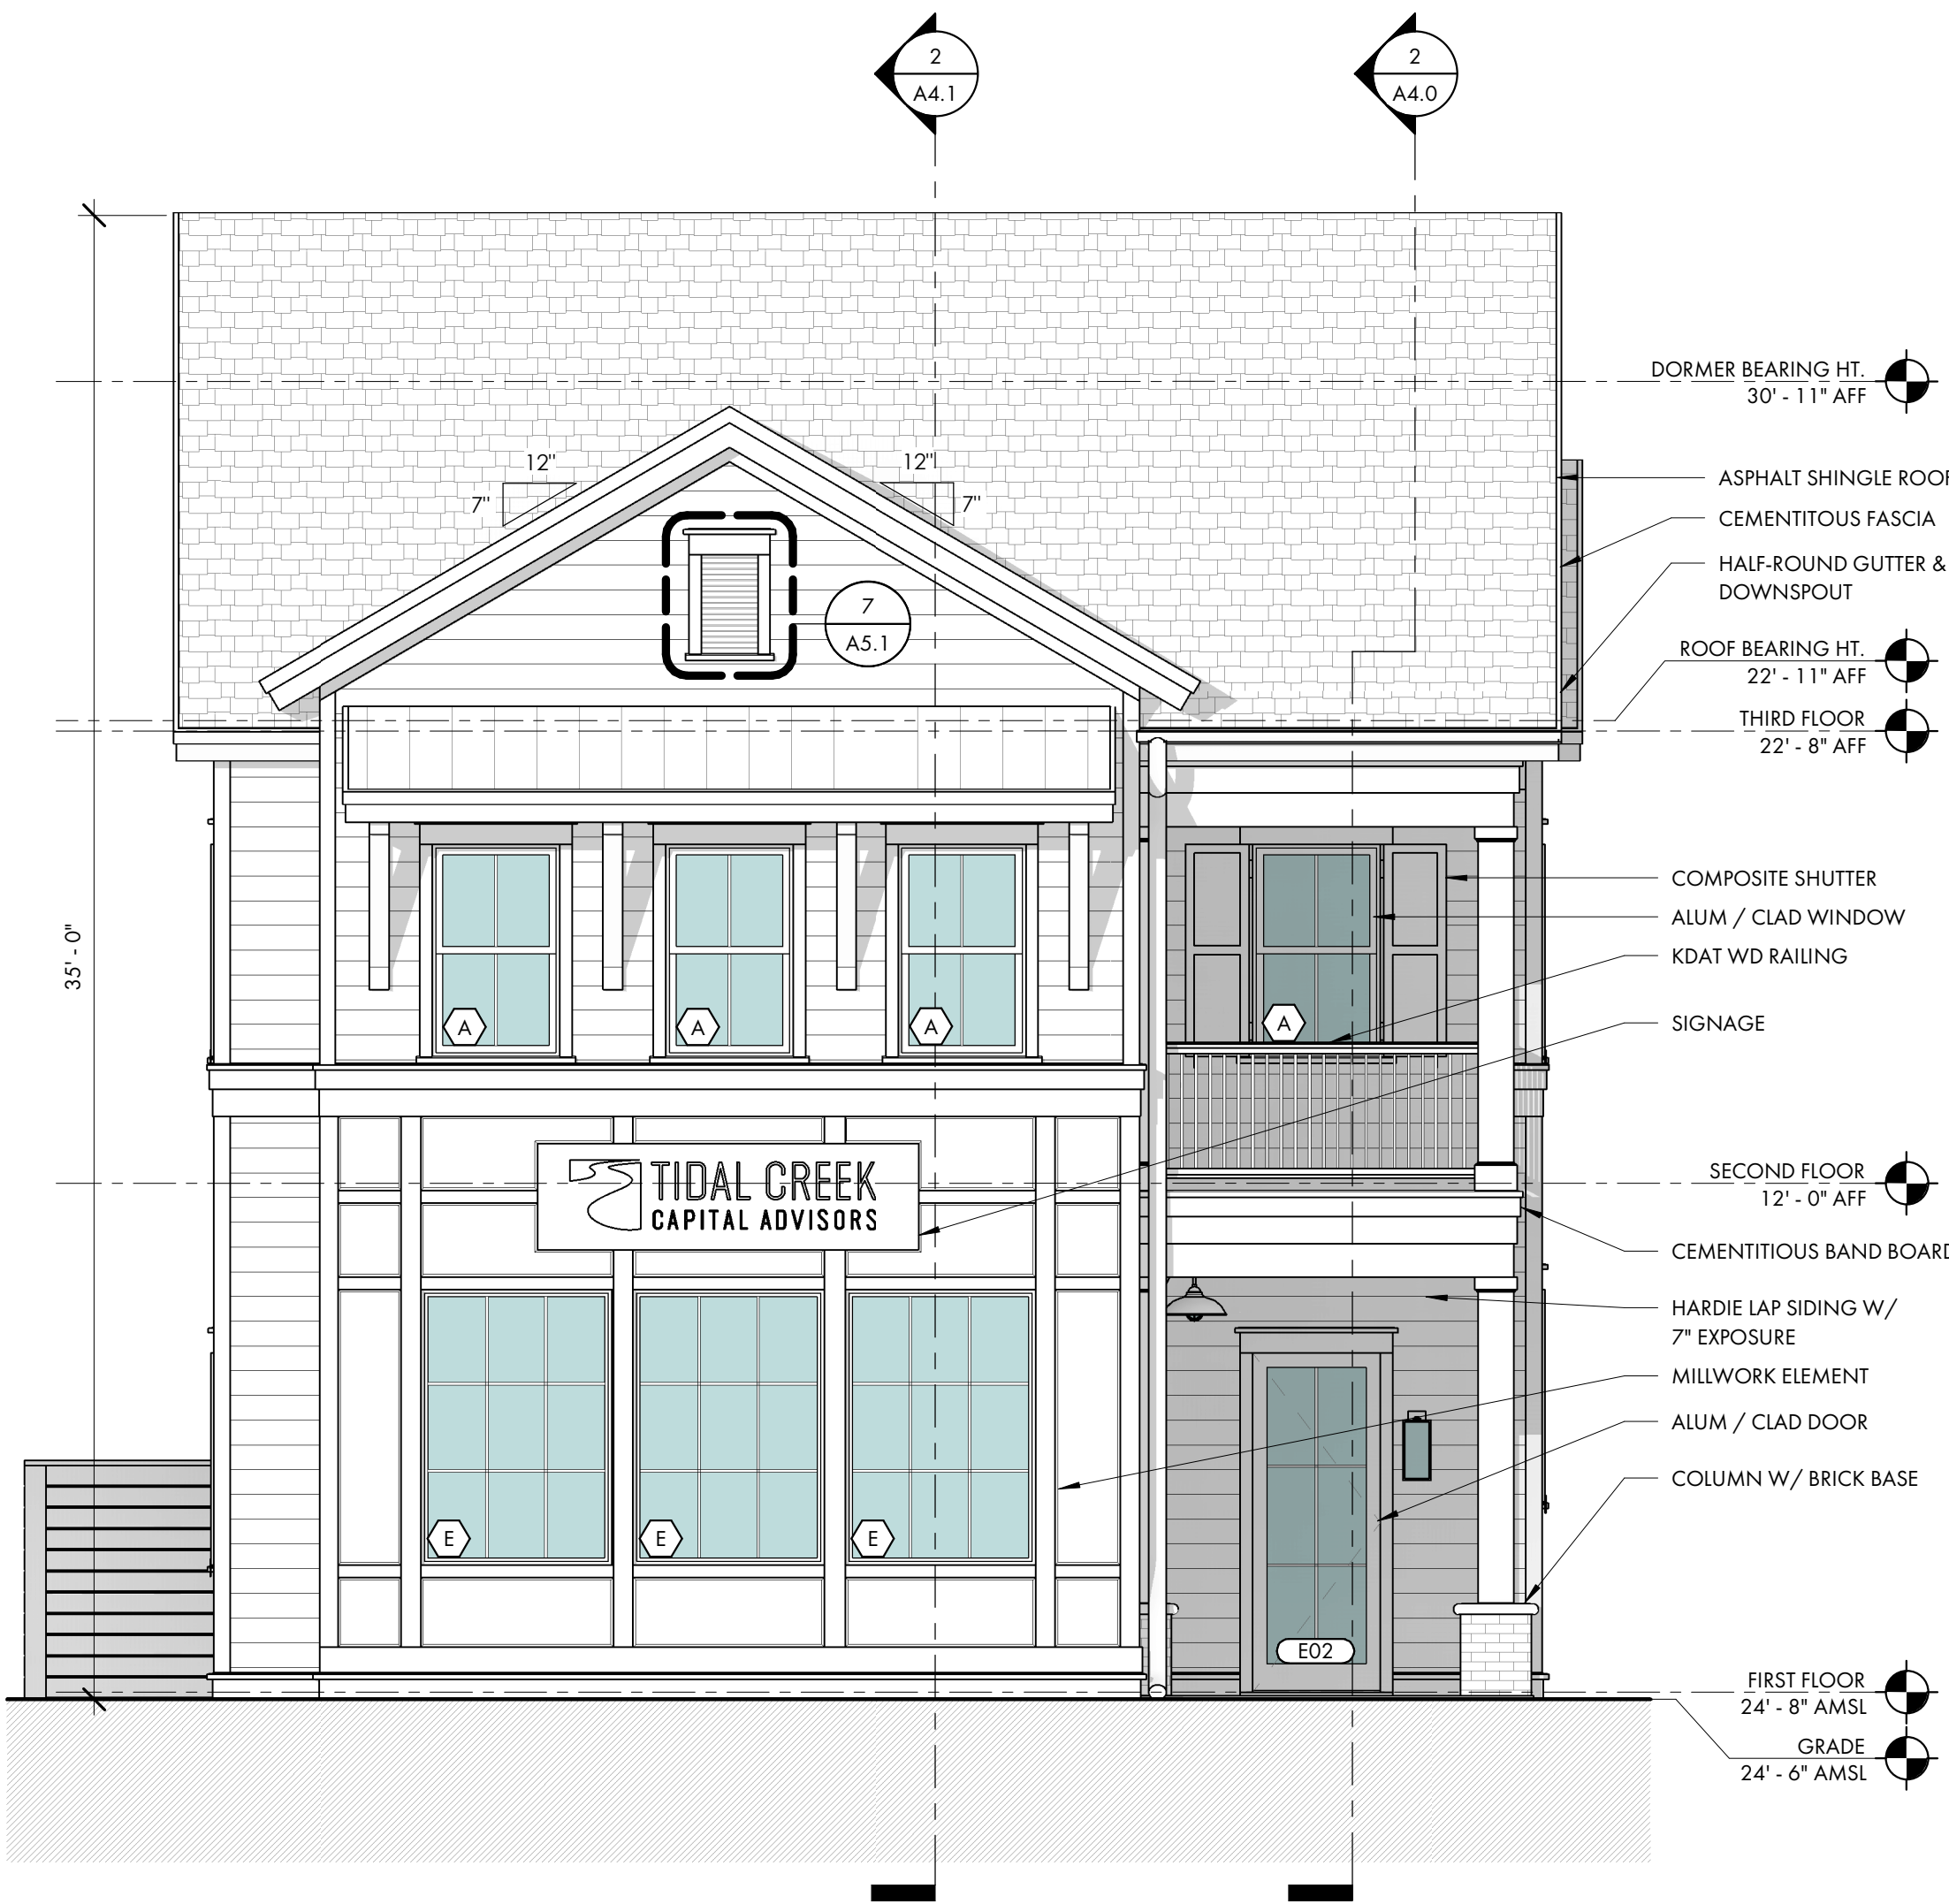 2
A4.1
2
A4.0
DORMER BEARING HT.
30' - 11" AFF
12"
7"
12"
7"
ASPHALT SHINGLE ROOF
CEMENTITOUS FASCIA
HALF-ROUND GUTTER &
DOWNSPOUT
7
A5.1
ROOF BEARING HT.
22' - 11" AFF
THIRD FLOOR
22' - 8" AFF
35' - 0"
COMPOSITE SHUTTER
ALUM / CLAD WINDOW
KDAT WD RAILING
SIGNAGE
A
A
A
A
TIDAL CREEK
CAPITAL ADVISORS
SECOND FLOOR
12' - 0" AFF
CEMENTITIOUS BAND BOARD
HARDIE LAP SIDING W/
7" EXPOSURE
MILLWORK ELEMENT
ALUM / CLAD DOOR
COLUMN W/ BRICK BASE
E
E
E
E02
FIRST FLOOR
24' - 8" AMSL
GRADE
24' - 6" AMSL